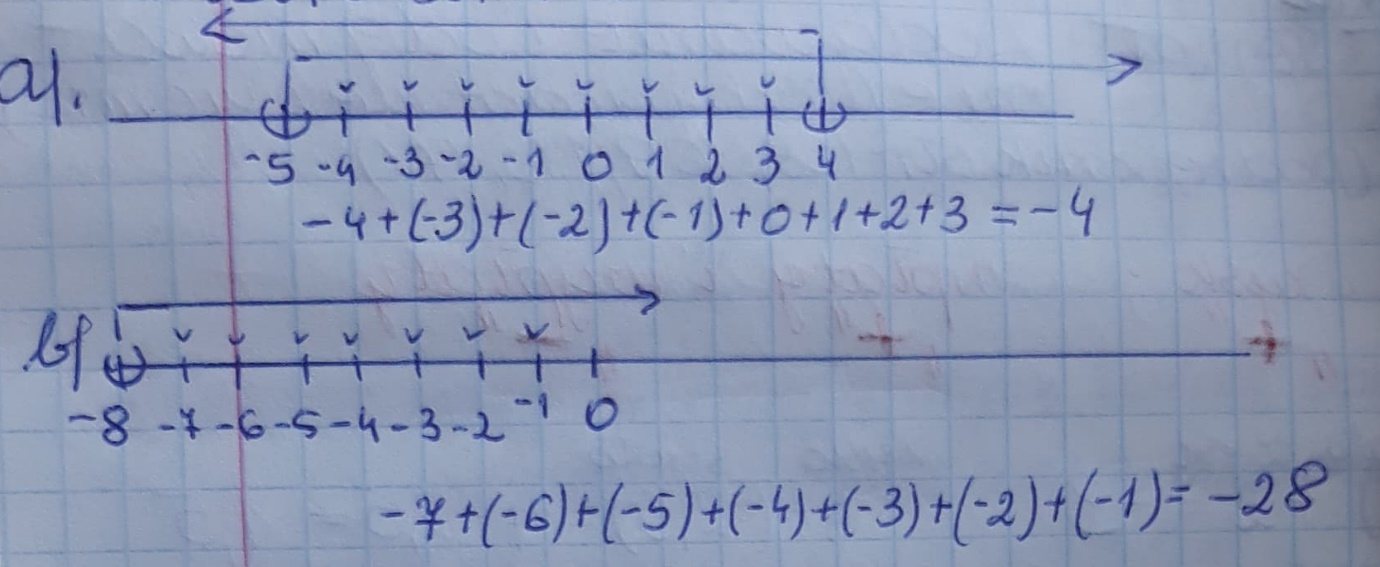 a).
-5 -4 -3 -2 -1 0 1 2 3 4
-4+(-3)+(-2)+(-1)+0+1+2+3=-4
b)
-8 -7 -6 -5 -4 -3 -2 -1 0
-7+(-6)+(-5)+(-4)+(-3)+(-2)+(-1)=-28